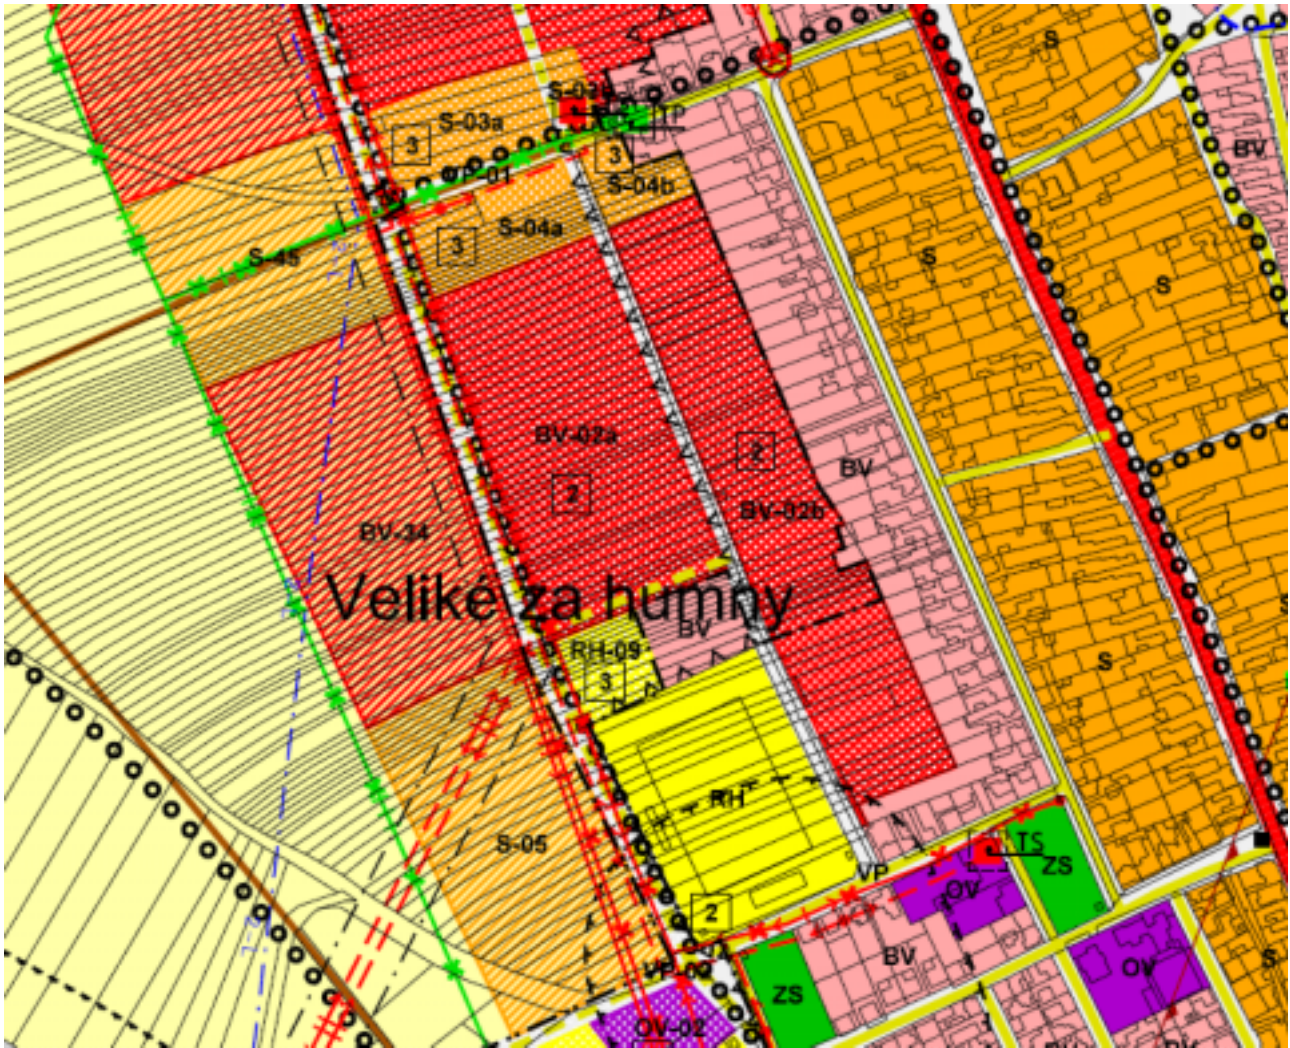 S
S-03a
3
BV
3
VP-01
S-04b
S-04a
3
S-45
S
S
BV-02a
2
BV
2
BV-02b
BV-34
Veliké za humny
BV
RH-09
3
S
RH
S-05
TS
ZS
VP
OV
2
BV
OV
S
VP-02
ZS
OV-02